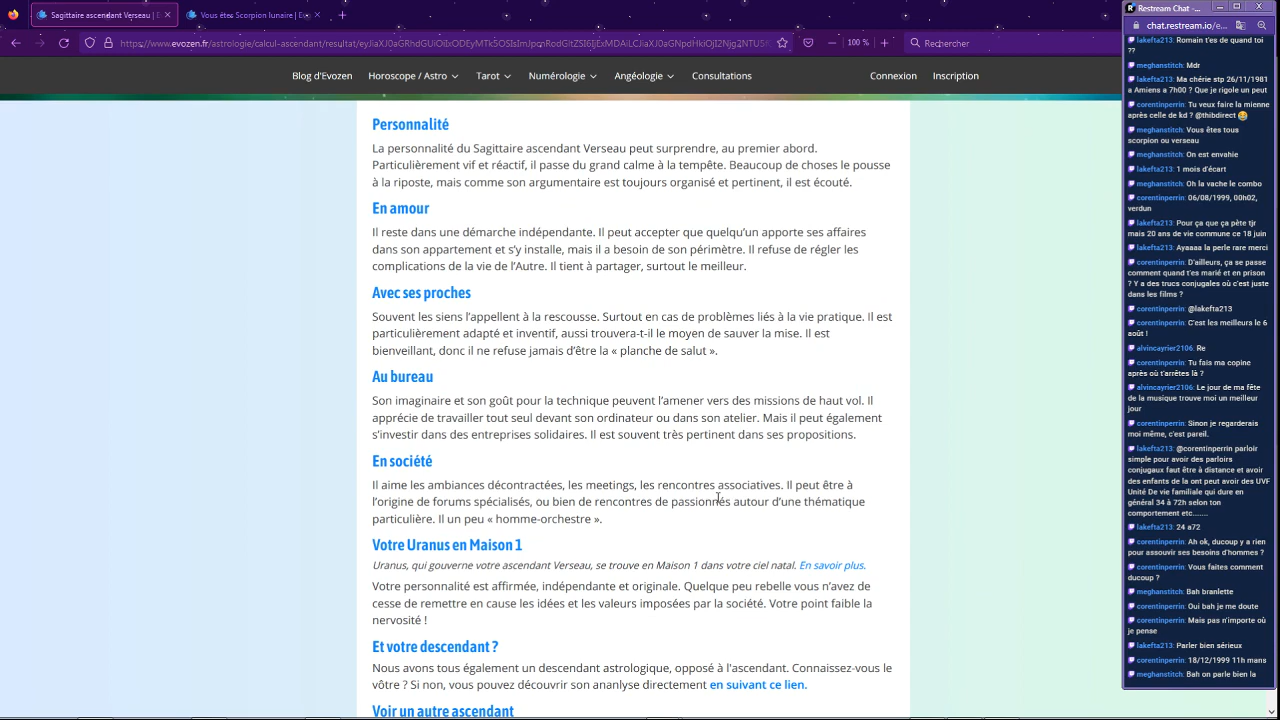 Sagittaire ascendant Verseau | E
Vous êtes Scorpion lunaire | Ev
https://www.evozen.fr/astrologie/calcul-ascendant/resultat/
100 %
Rechercher
Blog d'Evozen
Horoscope / Astro
Tarot
Numérologie
Angéologie
Consultations
Connexion
Inscription
Personnalité
La personnalité du Sagittaire ascendant Verseau peut surprendre, au premier abord.
Particulièrement réactif, il passe du grand calme à la tempête. Beaucoup de choses le pousse
à la riposte, mais comme son argumentaire est toujours organisé et pertinent, il est écouté.
En amour
Il reste dans une démarche indépendante. Il peut accepter que quelqu'un apporte ses affaires
dans son appartement et s'y installe, mais il a besoin de son périmètre. Il refuse de régler les
complications de la vie de l'Autre. Il tient à partager, surtout le meilleur.
Avec ses proches
Souvent les siens l'appellent à la rescousse. Surtout en cas de problèmes liés à la vie pratique. Il est
particulièrement adapte et inventif, aussi trouvera-t-il le moyen de sauver la mise. Il est
bienveillant, donc il ne refuse jamais d'être la « planche de salut ».
Au bureau
Son imaginaire et son goût pour la technique peuvent l'amener vers des missions de haut vol. Il
apprécie de travailler tout seul devant son ordinateur ou dans son atelier. Mais il peut également
s'investir dans des entreprises solidaires. Il est souvent très pertinent dans ses propositions.
En société
Il aime les ambiances décontractées, les meetings, les rencontres associatives. Il peut être à
l'origine de forums spécialisés, ou bien de rencontres de passionnés autour d'une thématique
particulière. Il un peu « homme-orchestre ».
Votre Uranus en Maison 1
Uranus, qui gouverne votre ascendant Verseau, se trouve en Maison 1 dans votre ciel natal. En savoir plus.
Votre personnalité est affirmée, indépendante et originale. Quelque peu rebelle vous n'avez de
cesse de remettre en cause les idées et les valeurs imposées par la société. Votre point faible la
nervosité !
Et votre descendant ?
Nous avons tous également un descendant astrologique, opposé à l'ascendant. Connaissez-vous le
vôtre ? Si non, vous pouvez découvrir son ananlyse directement en suivant ce lien.
Voir un autre ascendant
Restream Chat -...
chat.restream.io/e...
lakefta213: Romain t'es de quand toi
??
meghanstitch: Mdr
lakefta213: Ma chérie stp 26/11/1981
a Amiens a 7h00 ? Que je rigole un peut
corentinperrin: Tu veux faire la mienne
après celle de kd ? @thibdirect 😂
meghanstitch: Vous êtes tous
scorpion ou verseau
meghanstitch: On est envahie
lakefta213: 1 mois d'écart
meghanstitch: Oh la vache le combo
corentinperrin: 06/08/1999, 00h02,
verdun
lakefta213: Pour ça que ça pête tjr
mais 20 ans de vie commune ce 18 juin
lakefta213: Ayaaaa la perle rare merci
corentinperrin: D'ailleurs, ça se passe
comment quand t'es marié et en prison
? Y a des trucs conjugales où c'est juste
dans les films ?
corentinperrin: @lakefta213
corentinperrin: C'est les meilleurs le 6
août !
alvincayrier2106: Re
corentinperrin: Tu fais ma copine
après où t'arrêtes là ?
alvincayrier2106: Le jour de ma fête
de la musique trouve moi un meilleur
jour
corentinperrin: Sinon je regarderais
moi même, c'est pareil.
lakefta213: @corentinperrin parloir
simple pour avoir des parloirs
conjugaux faut être à distance et avoir
des enfants de la ont peut avoir des UVF
Unité De vie familiale qui dure en
général 34 à 72h selon ton
comportement etc.......
lakefta213: 24 a72
corentinperrin: Ah ok, ducoup y a rien
pour assouvir ses besoins d'hommes ?
corentinperrin: Vous faites comment
ducoup ?
meghanstitch: Bah branlette
corentinperrin: Oui bah je me doute
corentinperrin: Mais pas n'importe où
je pense
lakefta213: Parler bien sérieux
corentinperrin: 18/12/1999 11h mans
meghanstitch: Bah on parle bien la